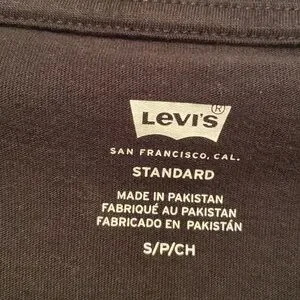 Levi's®
SAN FRANCISCO, CAL.
STANDARD
MADE IN PAKISTAN
FABRIQUÉ AU PAKISTAN
FABRICADO EN PAKISTÁN
S/P/CH